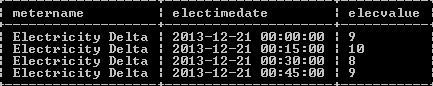 metername | electimedate | elecvalue
Electricity Delta | 2013-12-21 00:00:00 | 9
Electricity Delta | 2013-12-21 00:15:00 | 10
Electricity Delta | 2013-12-21 00:30:00 | 8
Electricity Delta | 2013-12-21 00:45:00 | 9